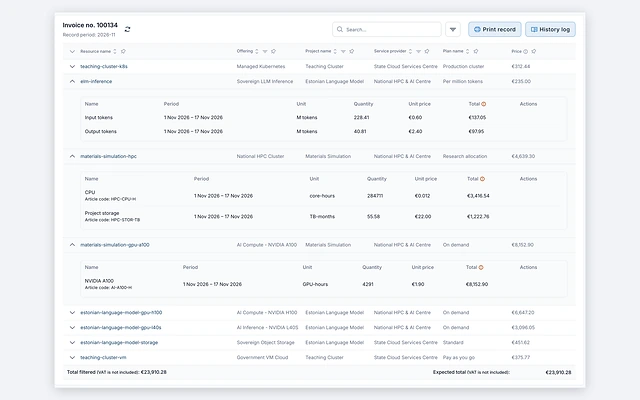 Invoice no. 100134
Record period: 2026-11
Search...
Print record
History log
Resource name Offering Project name Service provider Plan name Price
teaching-cluster-k8s Managed Kubernetes Teaching Cluster State Cloud Services Centre Production cluster €312.44
elm-inference Sovereign LLM Inference Estonian Language Model National HPC & AI Centre Per million tokens €235.00
Name Period Unit Quantity Unit price Total Actions
Input tokens 1 Nov 2026 – 17 Nov 2026 M tokens 228.41 €0.60 €137.05
Output tokens 1 Nov 2026 – 17 Nov 2026 M tokens 40.81 €2.40 €97.95
materials-simulation-hpc National HPC Cluster Materials Simulation National HPC & AI Centre Research allocation €4,639.30
Name Period Unit Quantity Unit price Total Actions
CPU
Article code: HPC-CPU-H
1 Nov 2026 – 17 Nov 2026 core-hours 284711 €0.012 €3,416.54
Project storage
Article code: HPC-STOR-TB
1 Nov 2026 – 17 Nov 2026 TB-months 55.58 €22.00 €1,222.76
materials-simulation-gpu-a100 AI Compute - NVIDIA A100 Materials Simulation National HPC & AI Centre On demand €8,152.90
Name Period Unit Quantity Unit price Total Actions
NVIDIA A100
Article code: AI-A100-H
1 Nov 2026 – 17 Nov 2026 GPU-hours 4291 €1.90 €8,152.90
estonian-language-model-gpu-h100 AI Compute - NVIDIA H100 Estonian Language Model National HPC & AI Centre On demand €6,647.20
estonian-language-model-gpu-l40s AI Inference - NVIDIA L40S Estonian Language Model National HPC & AI Centre On demand €3,096.05
estonian-language-model-storage Sovereign Object Storage Estonian Language Model State Cloud Services Centre Standard €451.62
teaching-cluster-vm Government VM Cloud Teaching Cluster State Cloud Services Centre Pay as you go €375.77
Total filtered (VAT is not included): €23,910.28 Expected total (VAT is not included): €23,910.28